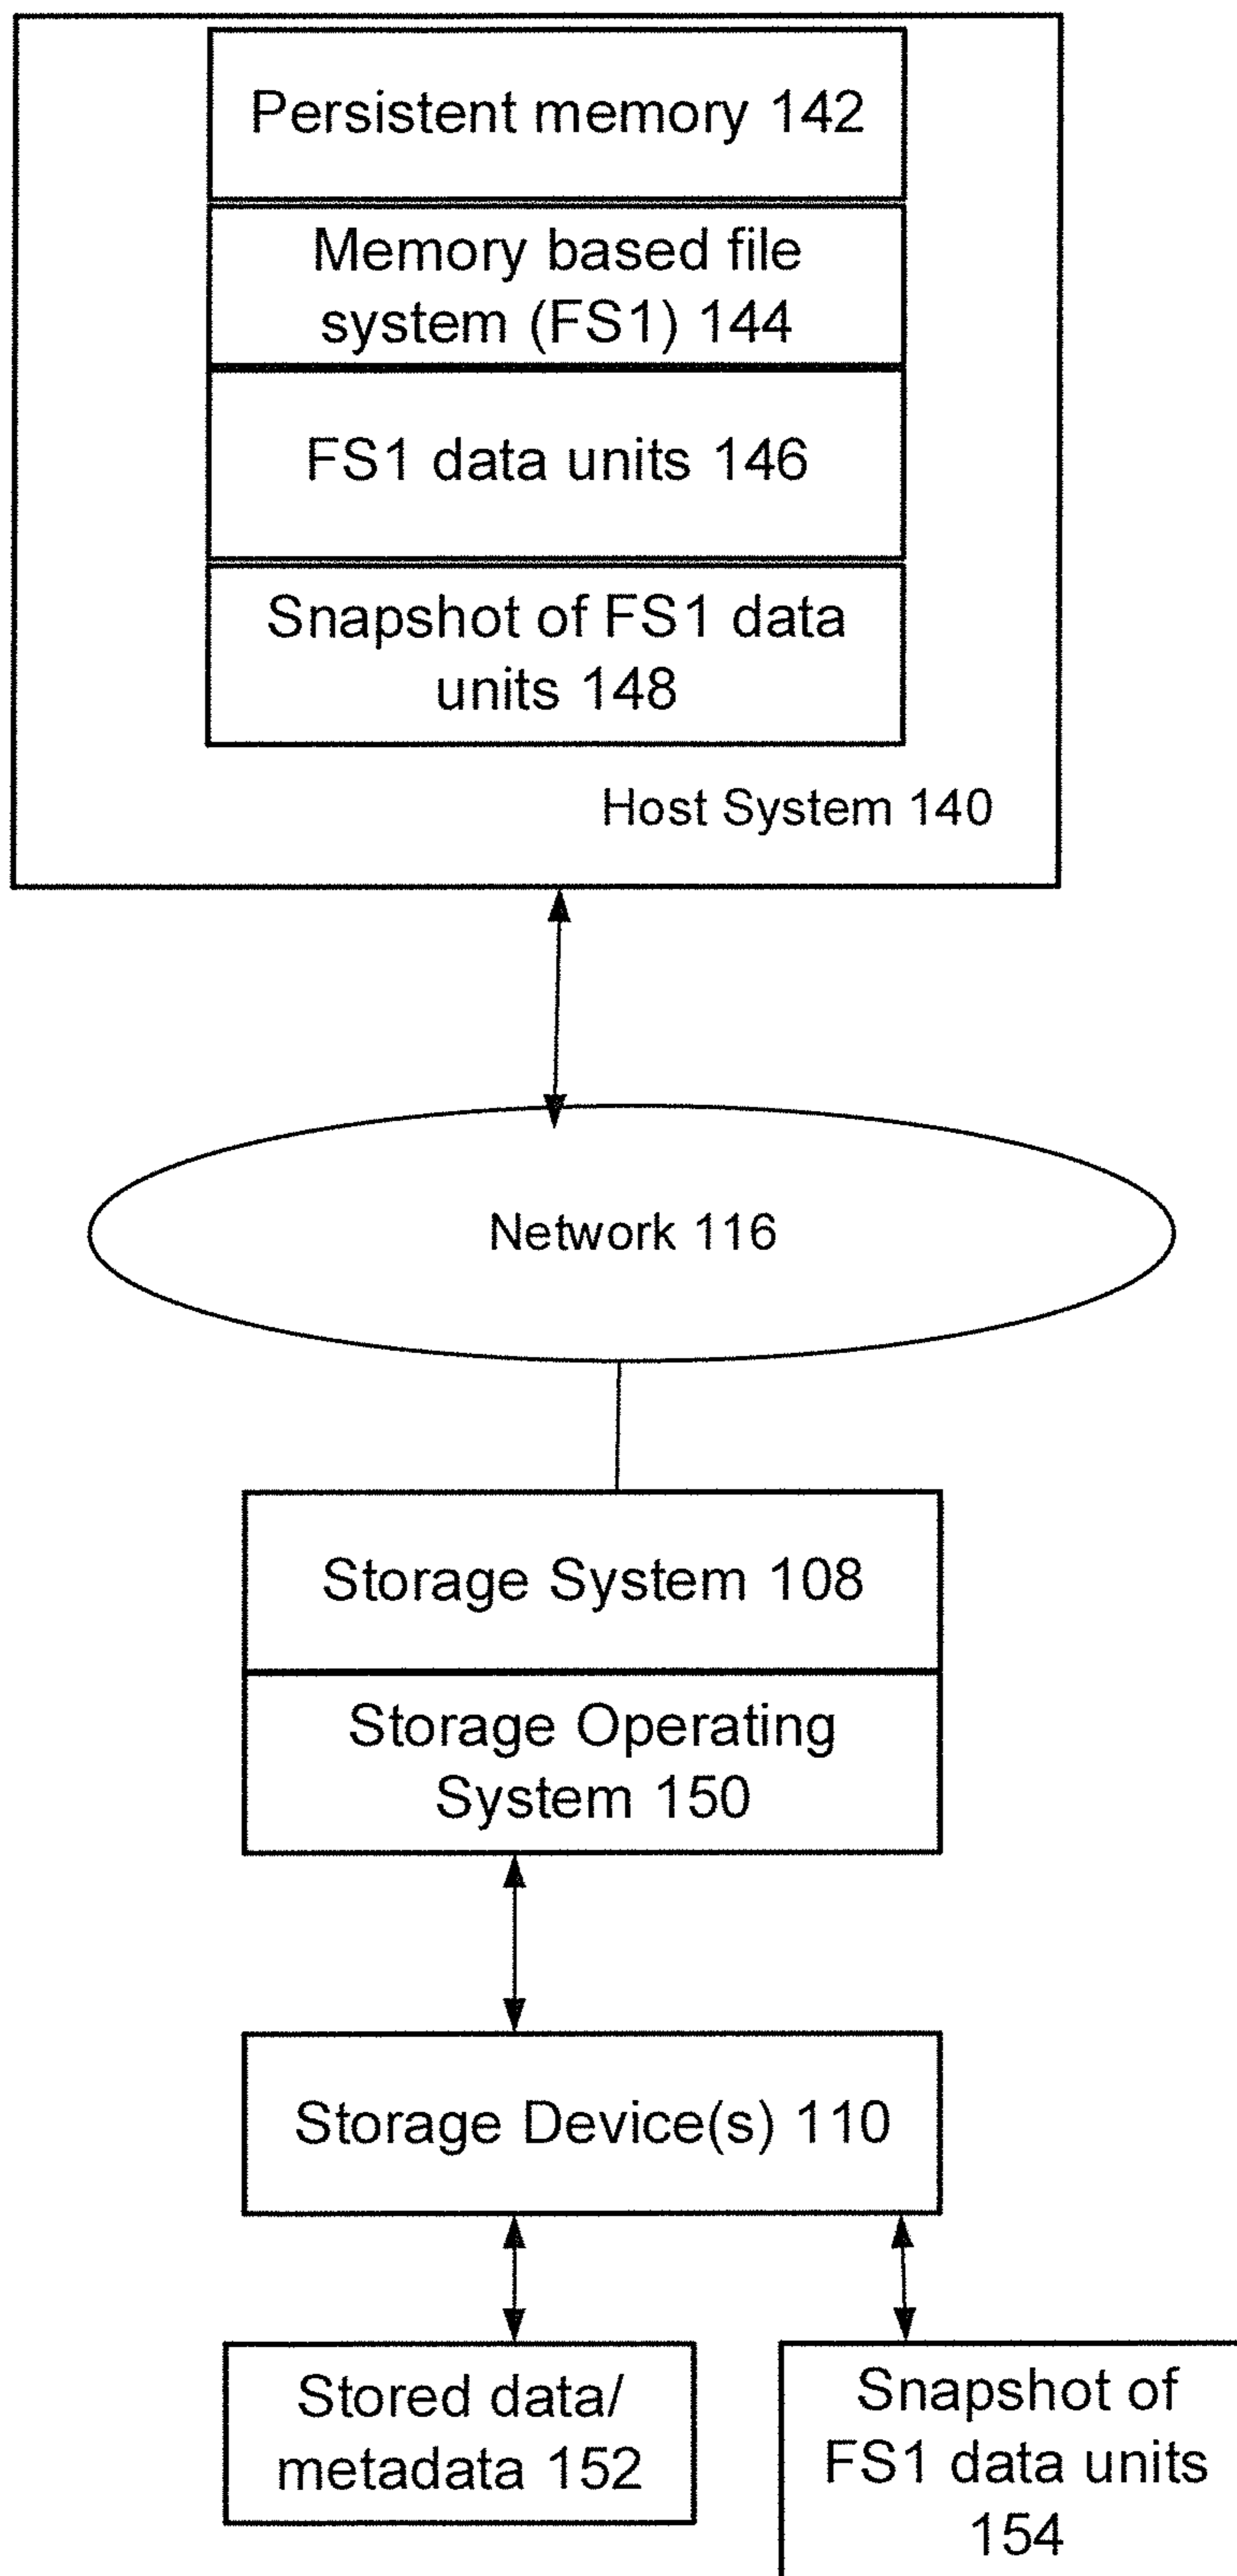 Persistent memory 142
Memory based file
system (FS1) 144
FS1 data units 146
Snapshot of FS1 data
units 148
Host System 140
Network 116
Storage System 108
Storage Operating
System 150
Storage Device(s) 110
Stored data/
metadata 152
Snapshot of
FS1 data units
154